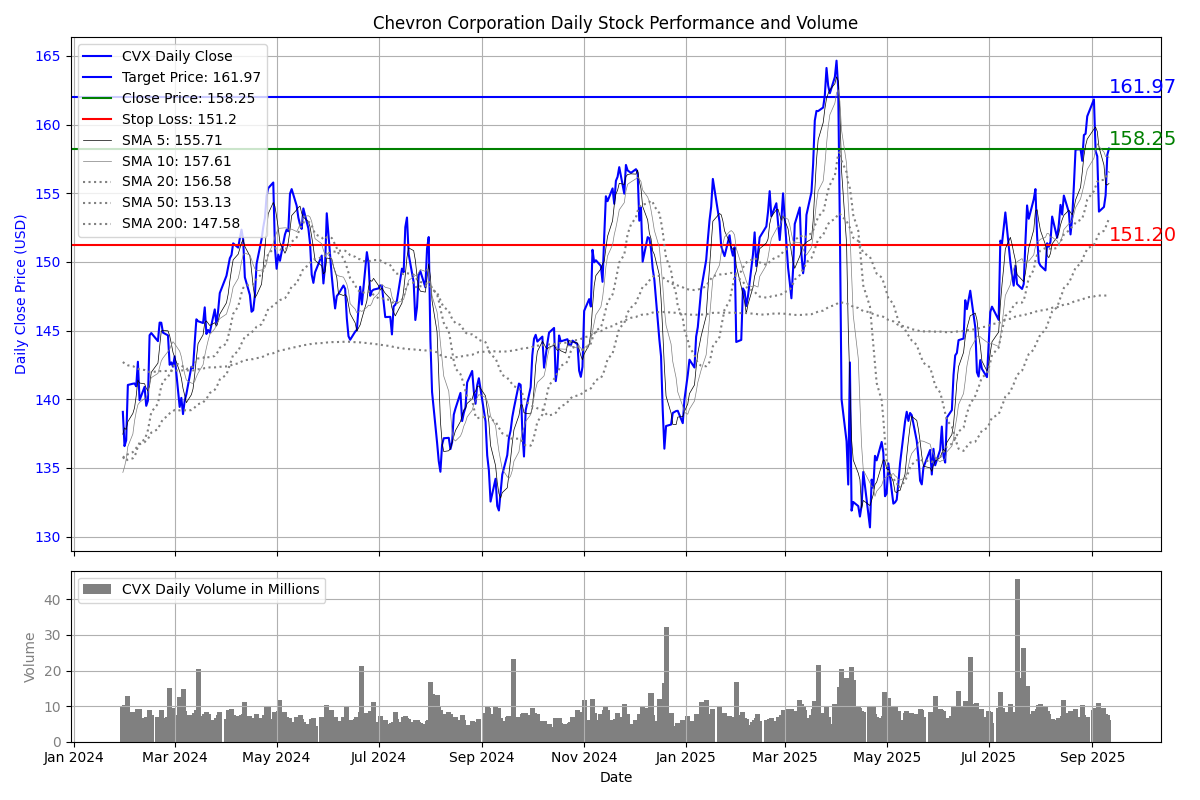 Chevron Corporation Daily Stock Performance and Volume
165
160
155
150
145
140
135
130
Daily Close Price (USD)
CVX Daily Close
Target Price: 161.97
Close Price: 158.25
Stop Loss: 151.2
SMA 5: 155.71
SMA 10: 157.61
SMA 20: 156.58
SMA 50: 153.13
SMA 200: 147.58
161.97
158.25
151.20
CVX Daily Volume in Millions
40
30
20
10
0
Volume
Jan 2024 Mar 2024 May 2024 Jul 2024 Sep 2024 Nov 2024 Jan 2025 Mar 2025 May 2025 Jul 2025 Sep 2025
Date